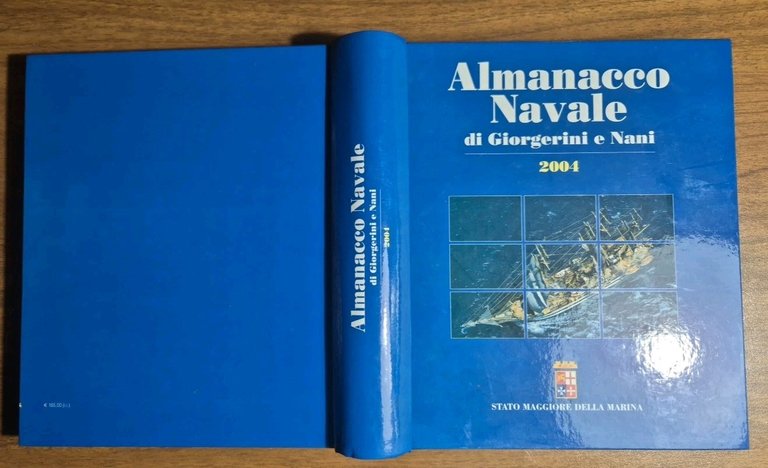 Almanacco
Navale
di Giorgerini e Nani
2004
STATO MAGGIORE DELLA MARINA
Almanacco Navale
di Giorgerini e Nani
2004